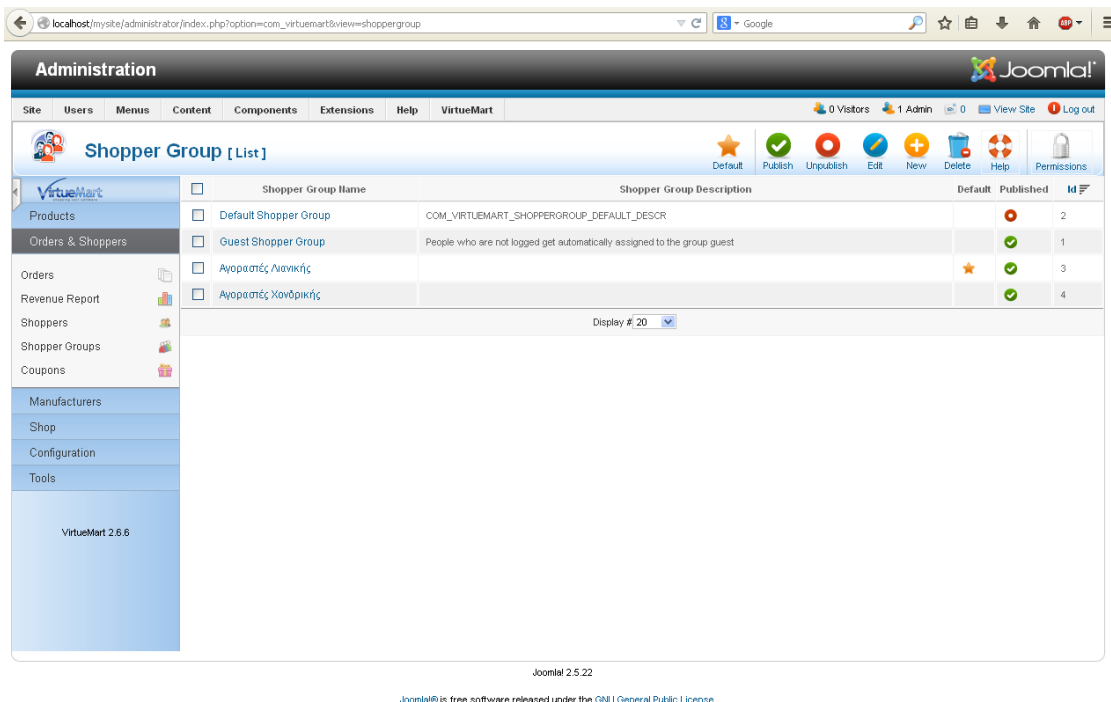 localhost/mysite/administrator/index.php?option=com_virtuemart&view=shoppergroup
8 - Google
ABP
Administration
Joomla!
Site Users Menus Content Components Extensions Help VirtueMart
0 Visitors 1 Admin 0 View Site Log out
Shopper Group [ List ]
Default Publish Unpublish Edit New Delete Help Permissions
VirtueMart
Shopper Group Name Shopper Group Description Default Published Id
Products
Default Shopper Group COM_VIRTUEMART_SHOPPERGROUP_DEFAULT_DESCR 2
Orders & Shoppers
Guest Shopper Group People who are not logged get automatically assigned to the group guest 1
Orders
Αγοραστές Λιανικής 3
Revenue Report
Αγοραστές Χονδρικής 4
Shoppers
Display # 20
Shopper Groups
Coupons
Manufacturers
Shop
Configuration
Tools
VirtueMart 2.6.6
Joomla! 2.5.22
Joomla!® is free software released under the GNU General Public License.